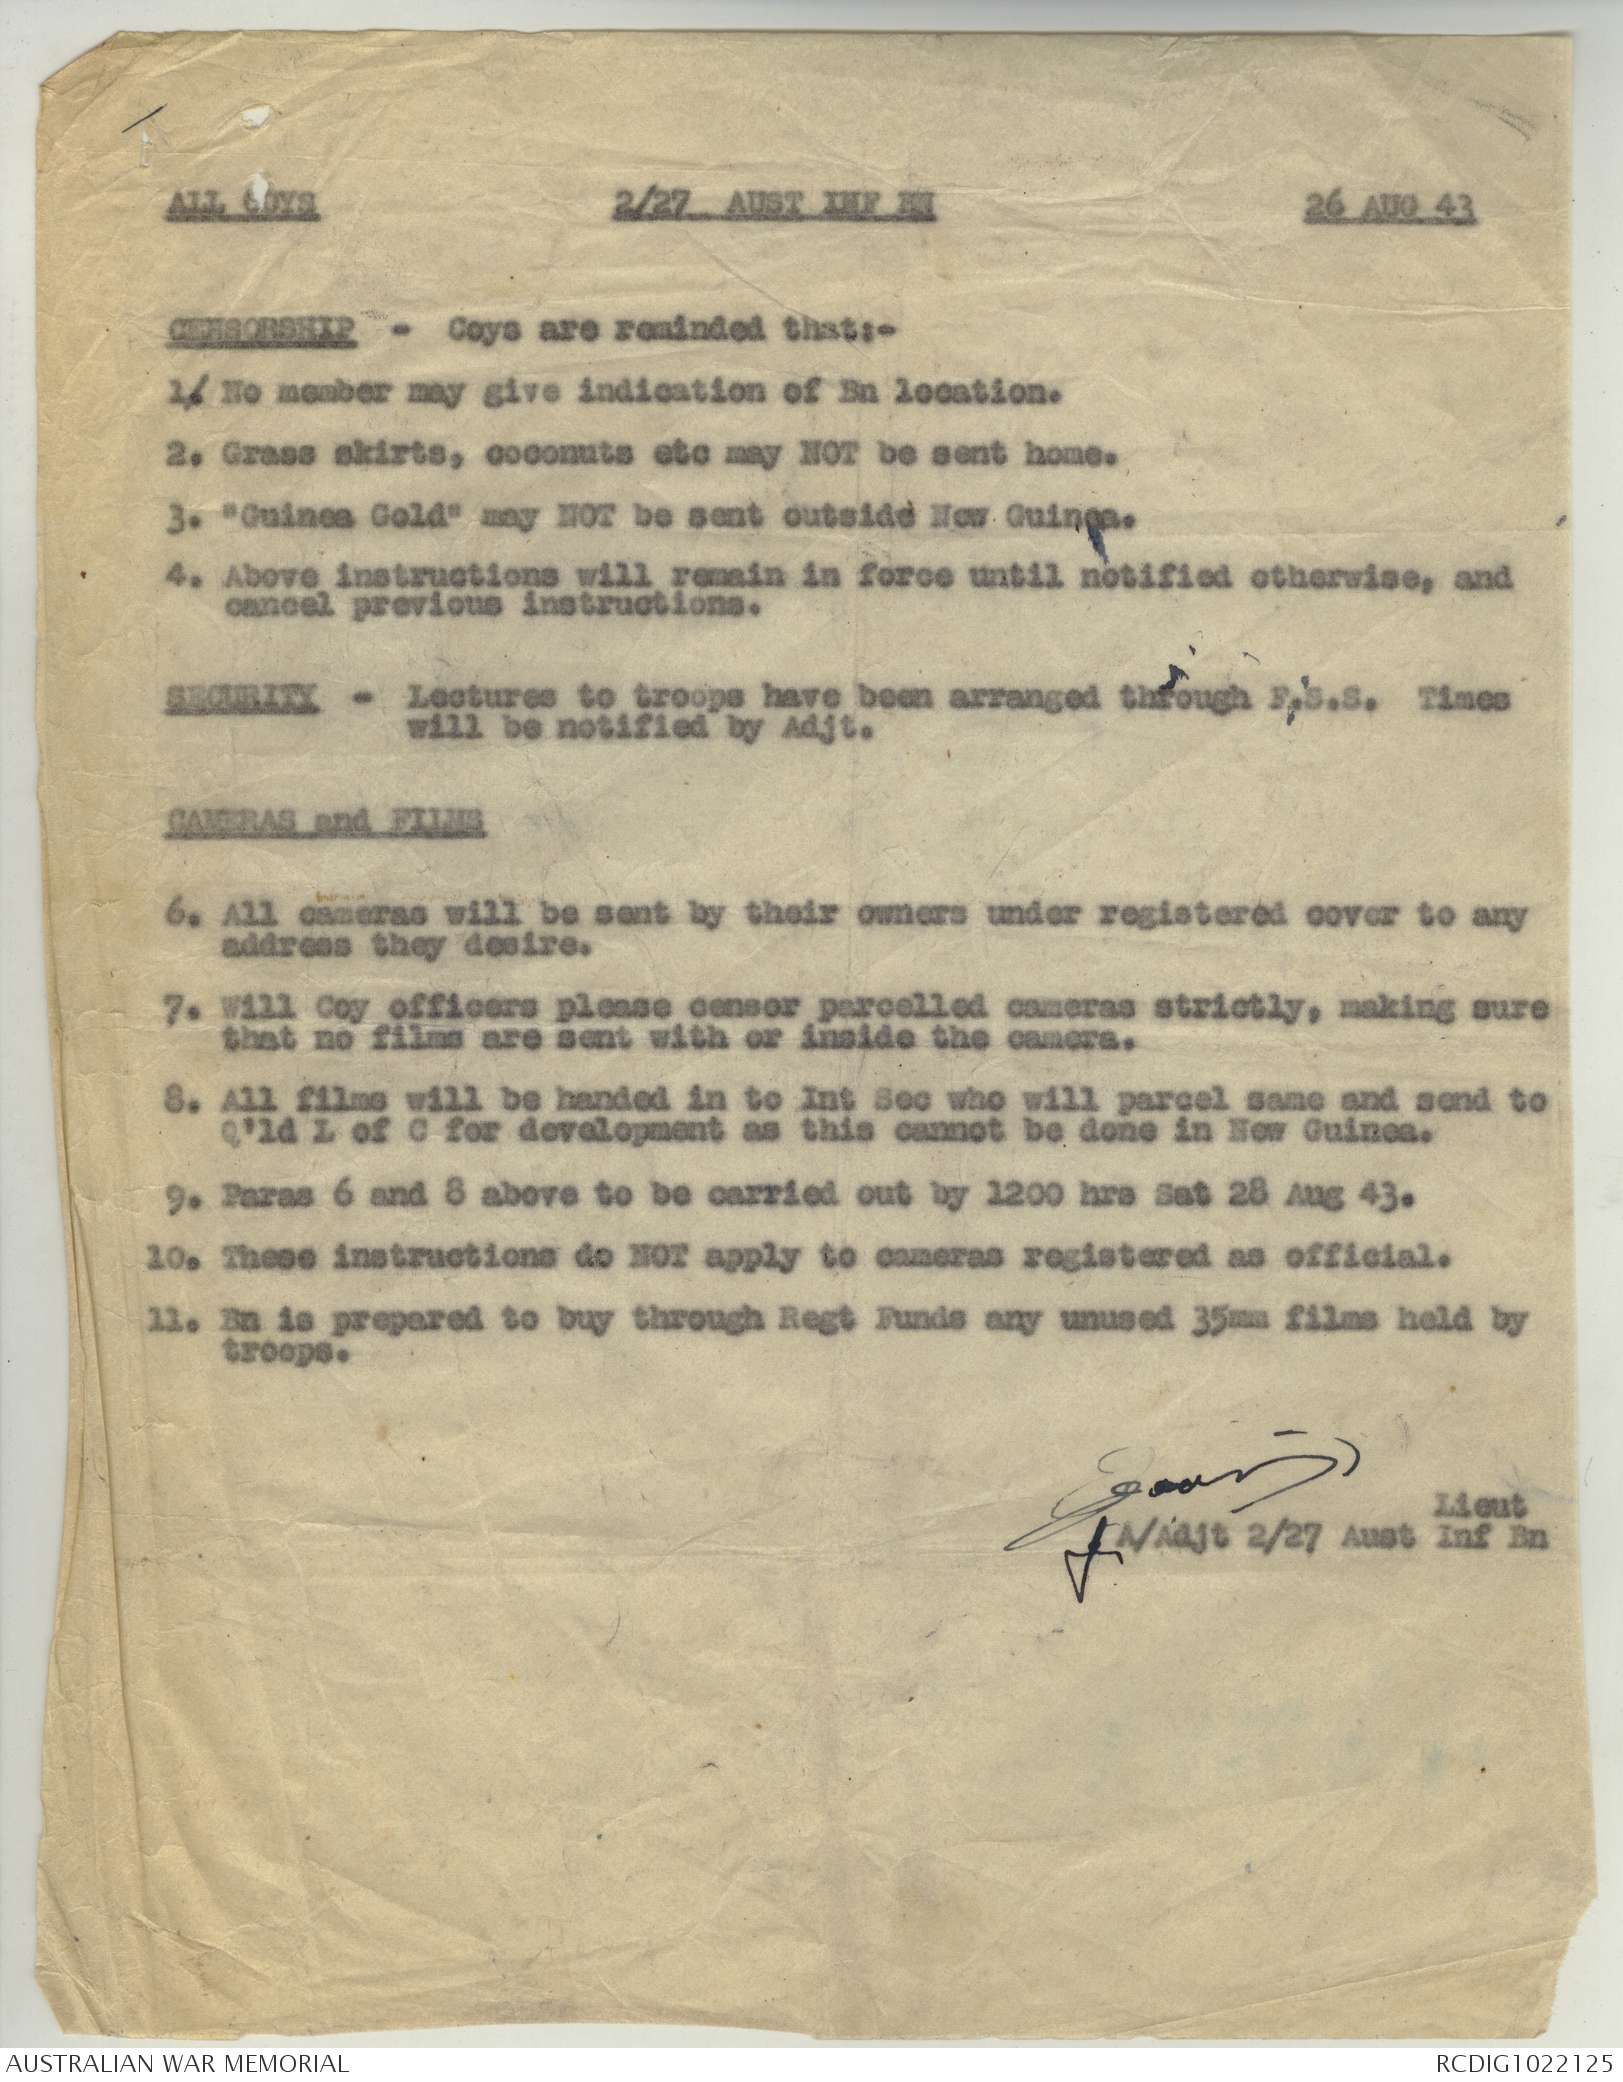 ALL COYS 2/27 AUST INF BN 26 AUG 43
CENSORSHIP - Coys are reminded that:-
1. No member may give indication of Bn location.
2. Grass skirts, coconuts etc may NOT be sent home.
3. "Guinea Gold" may NOT be sent outside New Guinea.
4. Above instructions will remain in force until notified otherwise, and
cancel previous instructions.
SECURITY - Lectures to troops have been arranged through F.S.S. Times
will be notified by Adjt.
CAMERAS and FILMS
6. All cameras will be sent by their owners under registered cover to any
address they desire.
7. Will Coy officers please censor parcelled cameras strictly, making sure
that no films are sent with or inside the camera.
8. All films will be handed in to Int Sec who will parcel same and send to
Q'ld L of C for development as this cannot be done in New Guinea.
9. Paras 6 and 8 above to be carried out by 1200 hrs Sat 28 Aug 43.
10. These instructions do NOT apply to cameras registered as official.
11. Bn is prepared to buy through Regt Funds any unused 35mm films held by
troops.
Lieut
A/Adjt 2/27 Aust Inf Bn
AUSTRALIAN WAR MEMORIAL RCDIG1022125